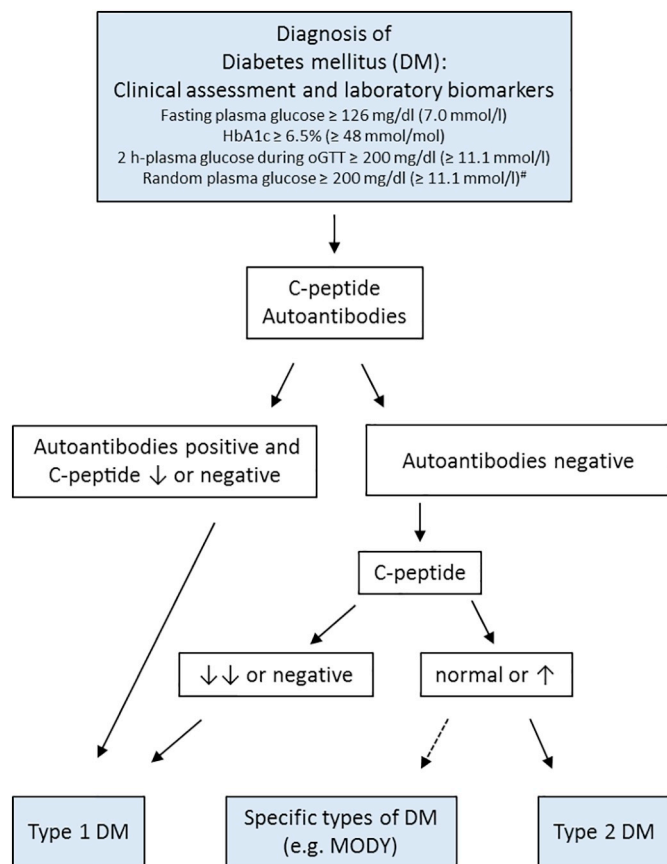 Diagnosis of
Diabetes mellitus (DM):
Clinical assessment and laboratory biomarkers
Fasting plasma glucose ≥ 126 mg/dl (7.0 mmol/l)
HbA1c ≥ 6.5% (≥ 48 mmol/mol)
2 h-plasma glucose during oGTT ≥ 200 mg/dl (≥ 11.1 mmol/l)
Random plasma glucose ≥ 200 mg/dl (≥ 11.1 mmol/l)#
C-peptide
Autoantibodies
Autoantibodies positive and
C-peptide ↓ or negative
Autoantibodies negative
C-peptide
↓↓ or negative
normal or ↑
Type 1 DM
Specific types of DM
(e.g. MODY)
Type 2 DM